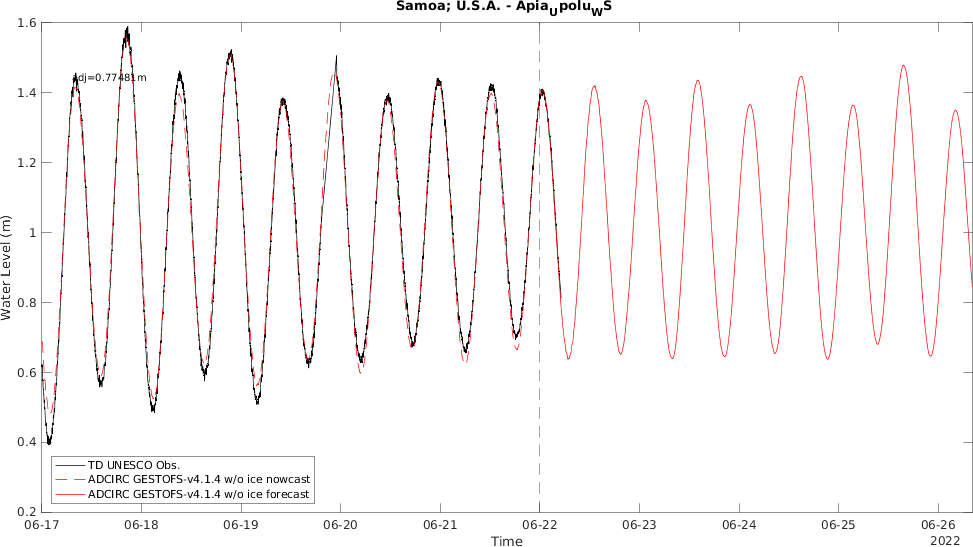 Samoa; U.S.A. - ApiaUpoluWS
1.6
adj=0.77481m
1.4
1.2
1
0.8
0.6
0.4
0.2
Water Level (m)
TD UNESCO Obs.
ADCIRC GESTOFS-v4.1.4 w/o ice nowcast
ADCIRC GESTOFS-v4.1.4 w/o ice forecast
06-17 06-18 06-19 06-20 06-21 06-22 06-23 06-24 06-25 06-26
Time
2022